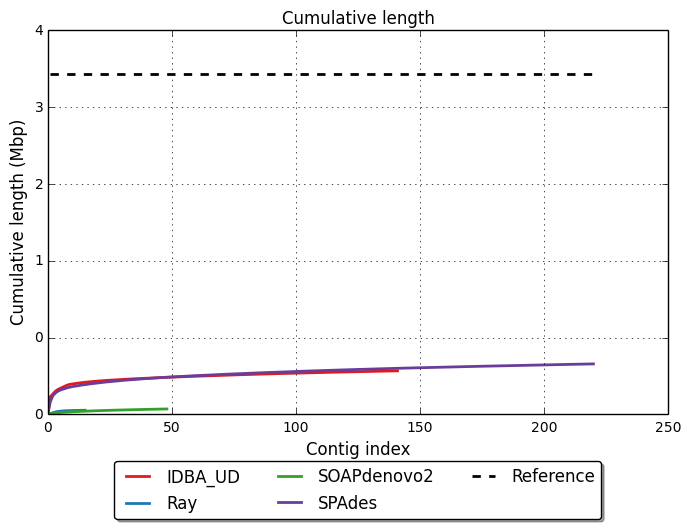 Cumulative length
4
3
2
1
0
0
Cumulative length (Mbp)
0 50 100 150 200 250
Contig index
IDBA_UD SOAPdenovo2 Reference
Ray SPAdes